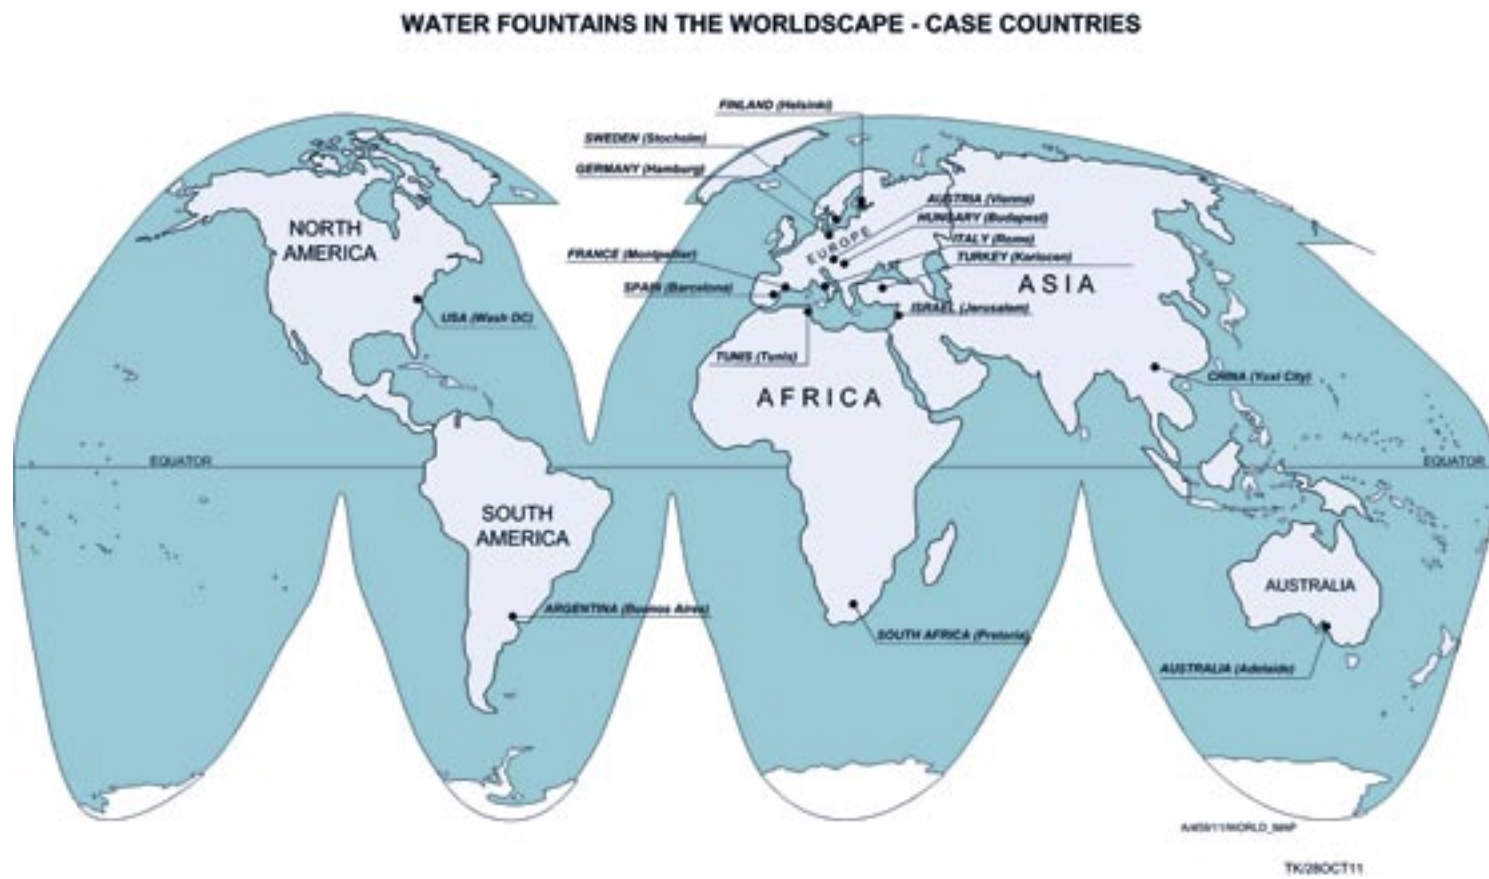 WATER FOUNTAINS IN THE WORLDSCAPE - CASE COUNTRIES
FINLAND (Helsinki)
SWEDEN (Stocholm)
GERMANY (Hamburg)
AUSTRIA (Vienna)
HUNGARY (Budapest)
ITALY (Rome)
TURKEY
FRANCE (Montpellier)
SPAIN (Barcelona)
EUROPE
NORTH
AMERICA
ASIA
USA (Wash DC)
ISRAEL (Jerusalem)
TUNIS (Tunis)
AFRICA
CHINA (Yuxi City)
EQUATOR
EQUATOR
SOUTH
AMERICA
AUSTRALIA
ARGENTINA (Buenos Aires)
SOUTH AFRICA (Pretoria)
AUSTRALIA (Adelaide)
TK/28OCT11